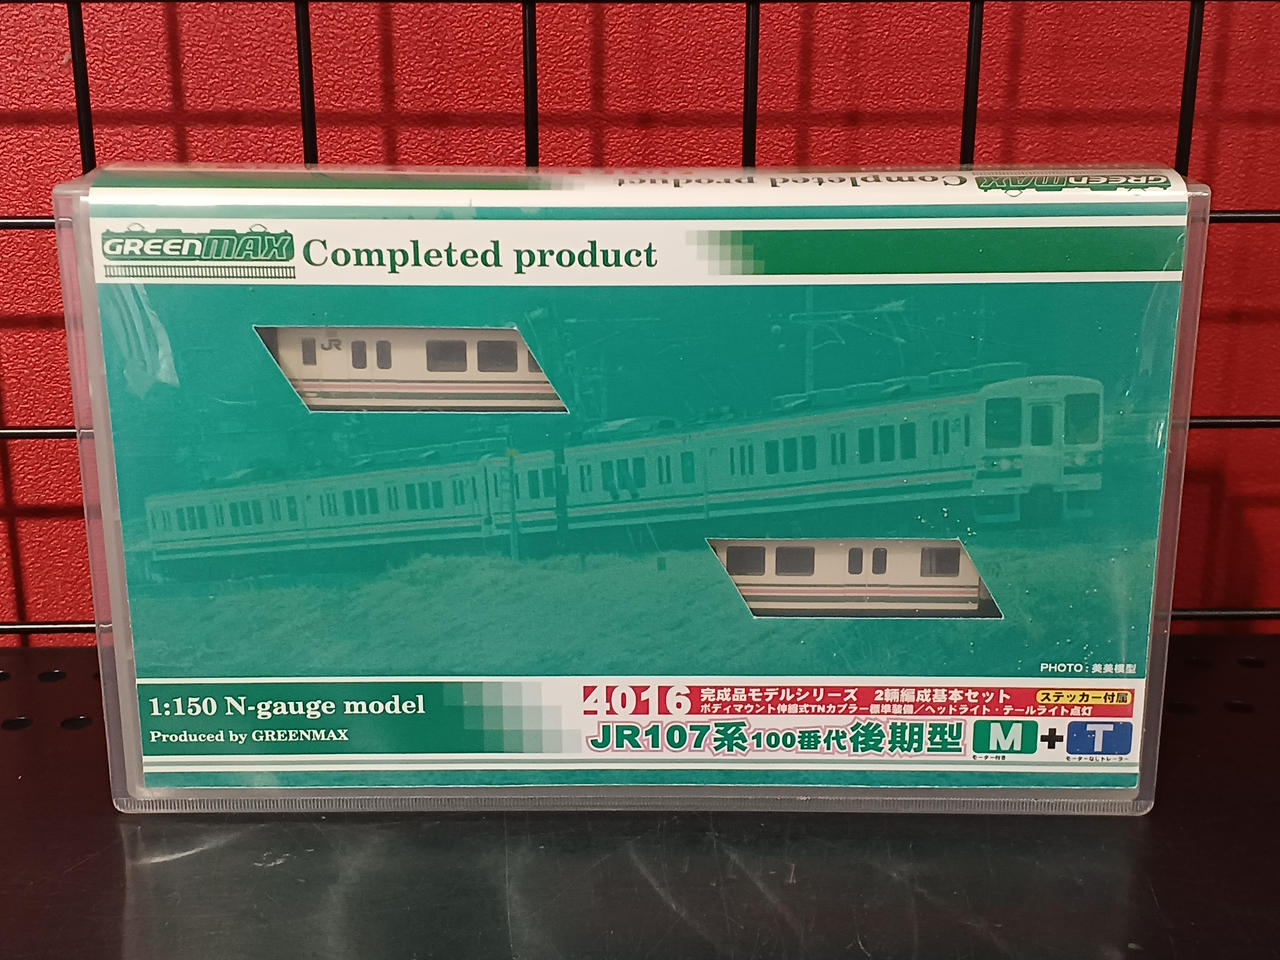 Completed product GREENMAX
GREENMAX Completed product
JR
PHOTO：美美模型
1:150 N-gauge model
Produced by GREENMAX
4016 完成品モデルシリーズ 2輛編成基本セット ステッカー付属
ボディマウント伸縮式TNカプラー標準装備／ヘッドライト・テールライト点灯
JR107系100番代後期型 M+T
モーター付き モーターなしトレーラー